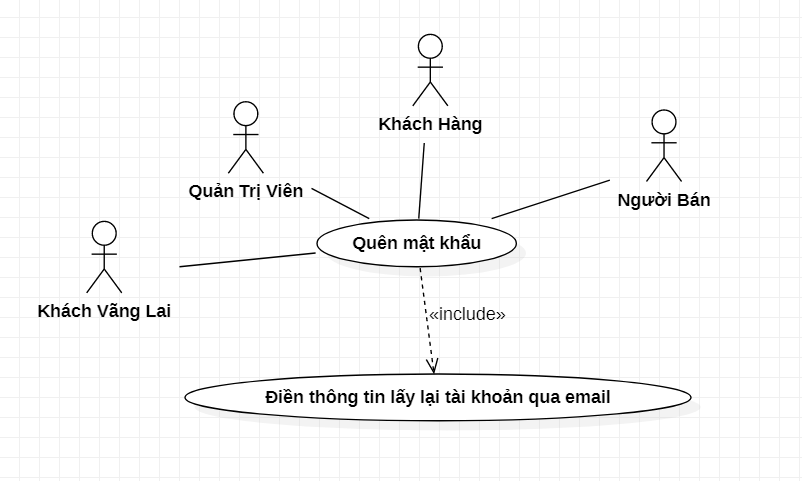 Khách Hàng
Quản Trị Viên
Người Bán
Quên mật khẩu
Khách Vãng Lai
«include»
Điền thông tin lấy lại tài khoản qua email